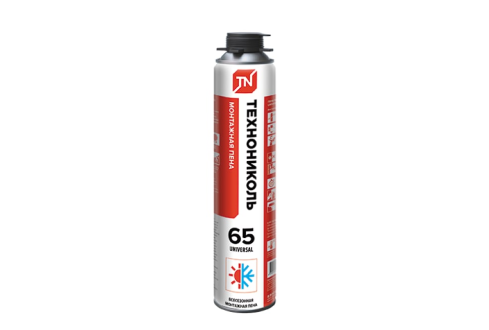 TN
ТЕХНОНИКОЛЬ
МОНТАЖНАЯ ПЕНА
65
UNIVERSAL
ВСЕСЕЗОННАЯ
МОНТАЖНАЯ ПЕНА